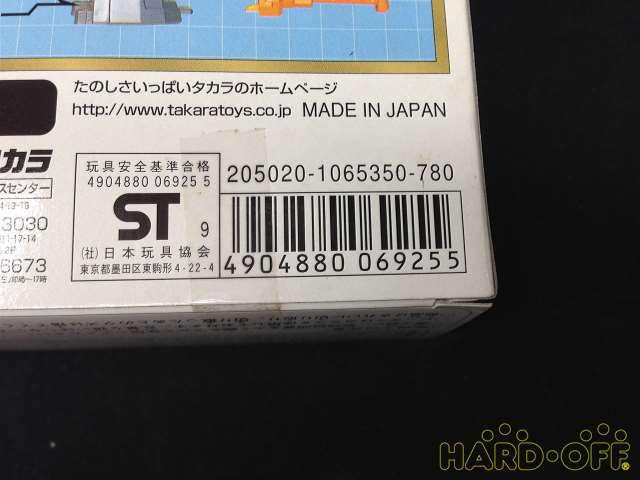 たのしさいっぱいタカラのホームページ
http://www.takaratoys.co.jp MADE IN JAPAN
カラ
スセンター
3030
6673
玩具安全基準合格
4904880 06925 5
ST 9
(社)日本玩具協会
東京都墨田区東駒形4-22-4
205020-1065350-780
4904880 069255
HARD·OFF